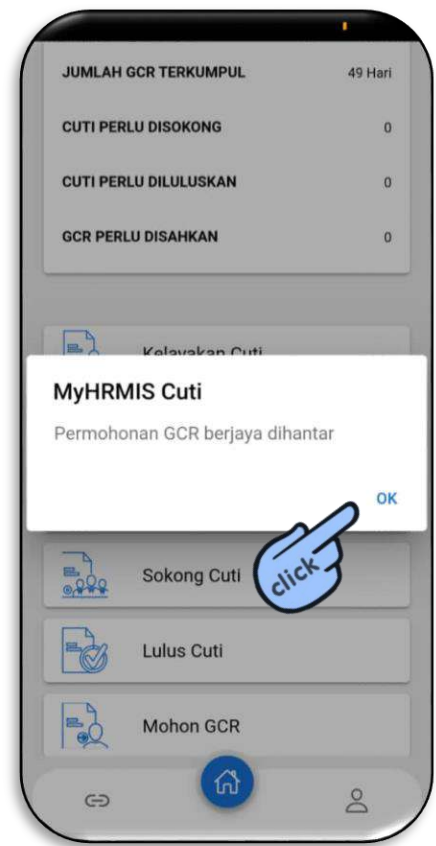 JUMLAH GCR TERKUMPUL 49 Hari
CUTI PERLU DISOKONG 0
CUTI PERLU DILULUSKAN 0
GCR PERLU DISAHKAN 0
Kelayakan Cuti
MyHRMIS Cuti
Permohonan GCR berjaya dihantar
OK
click
Sokong Cuti
Lulus Cuti
Mohon GCR